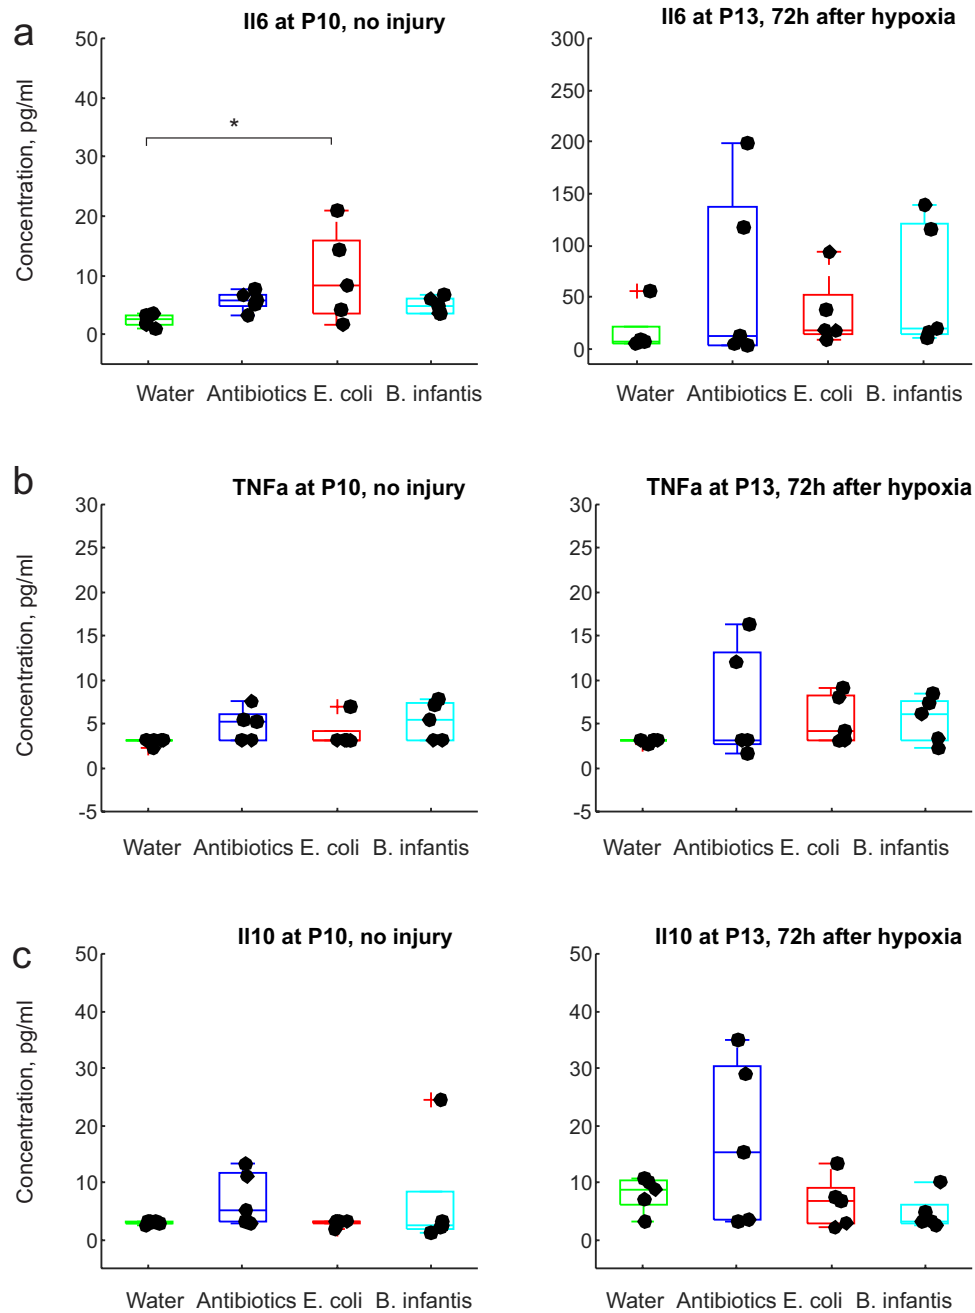 a
Il6 at P10, no injury
Il6 at P13, 72h after hypoxia
Concentration, pg/ml
50
40
30
20
10
0
*
300
250
200
150
100
50
0
Water Antibiotics E. coli B. infantis
Water Antibiotics E. coli B. infantis
b
TNFa at P10, no injury
TNFa at P13, 72h after hypoxia
Concentration, pg/ml
30
25
20
15
10
5
0
-5
30
25
20
15
10
5
0
-5
Water Antibiotics E. coli B. infantis
Water Antibiotics E. coli B. infantis
c
Il10 at P10, no injury
Il10 at P13, 72h after hypoxia
Concentration, pg/ml
50
40
30
20
10
0
50
40
30
20
10
0
Water Antibiotics E. coli B. infantis
Water Antibiotics E. coli B. infantis